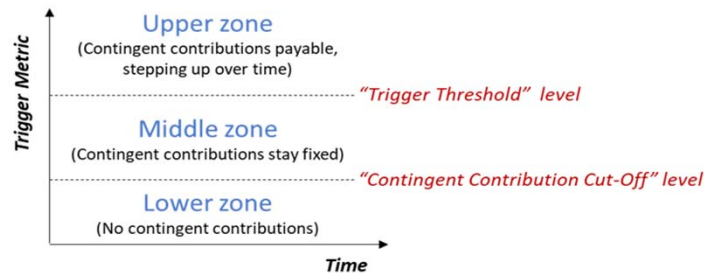 Upper zone
(Contingent contributions payable,
stepping up over time)
"Trigger Threshold" level
Trigger Metric
Middle zone
(Contingent contributions stay fixed)
"Contingent Contribution Cut-Off" level
Lower zone
(No contingent contributions)
Time